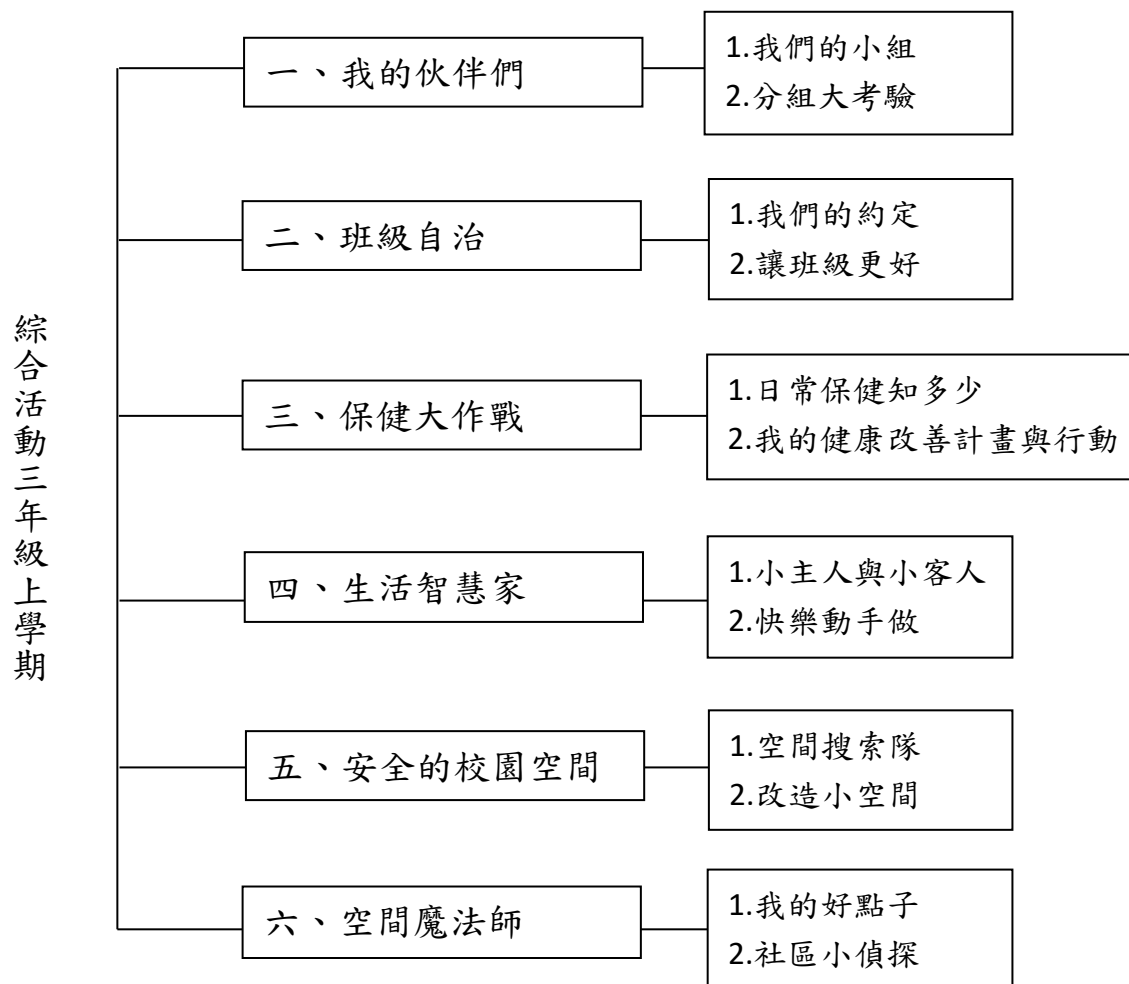 綜合活動三年級上學期
一、我的伙伴們
1.我們的小組
2.分組大考驗
二、班級自治
1.我們的約定
2.讓班級更好
三、保健大作戰
1.日常保健知多少
2.我的健康改善計畫與行動
四、生活智慧家
1.小主人與小客人
2.快樂動手做
五、安全的校園空間
1.空間搜索隊
2.改造小空間
六、空間魔法師
1.我的好點子
2.社區小偵探